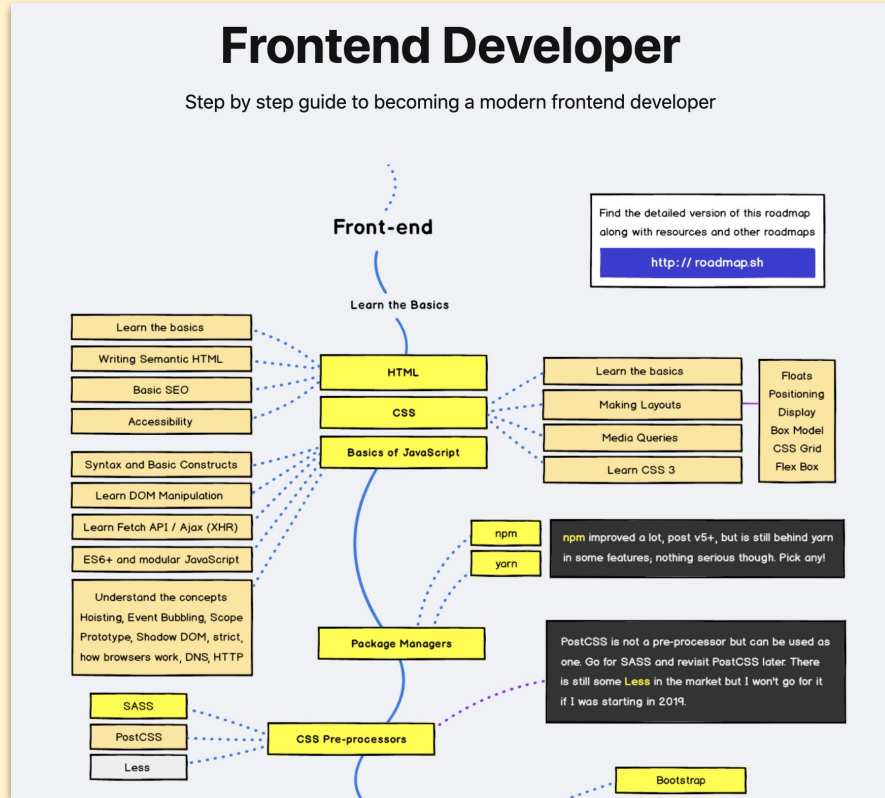 Frontend Developer
Step by step guide to becoming a modern frontend developer
Front-end
Find the detailed version of this roadmap
along with resources and other roadmaps
http:// roadmap.sh
Learn the Basics
Learn the basics
Writing Semantic HTML
Basic SEO
Accessibility
HTML
CSS
Basics of JavaScript
Learn the basics
Making Layouts
Media Queries
Learn CSS 3
Floats
Positioning
Display
Box Model
CSS Grid
Flex Box
Syntax and Basic Constructs
Learn DOM Manipulation
Learn Fetch API / Ajax (XHR)
ES6+ and modular JavaScript
Understand the concepts
Hoisting, Event Bubbling, Scope
Prototype, Shadow DOM, strict,
how browsers work, DNS, HTTP
npm
yarn
npm improved a lot, post v5+, but is still behind yarn
in some features; nothing serious though. Pick any!
Package Managers
PostCSS is not a pre-processor but can be used as
one. Go for SASS and revisit PostCSS later. There
is still some Less in the market but I won't go for it
if I was starting in 2019.
SASS
PostCSS
Less
CSS Pre-processors
Bootstrap